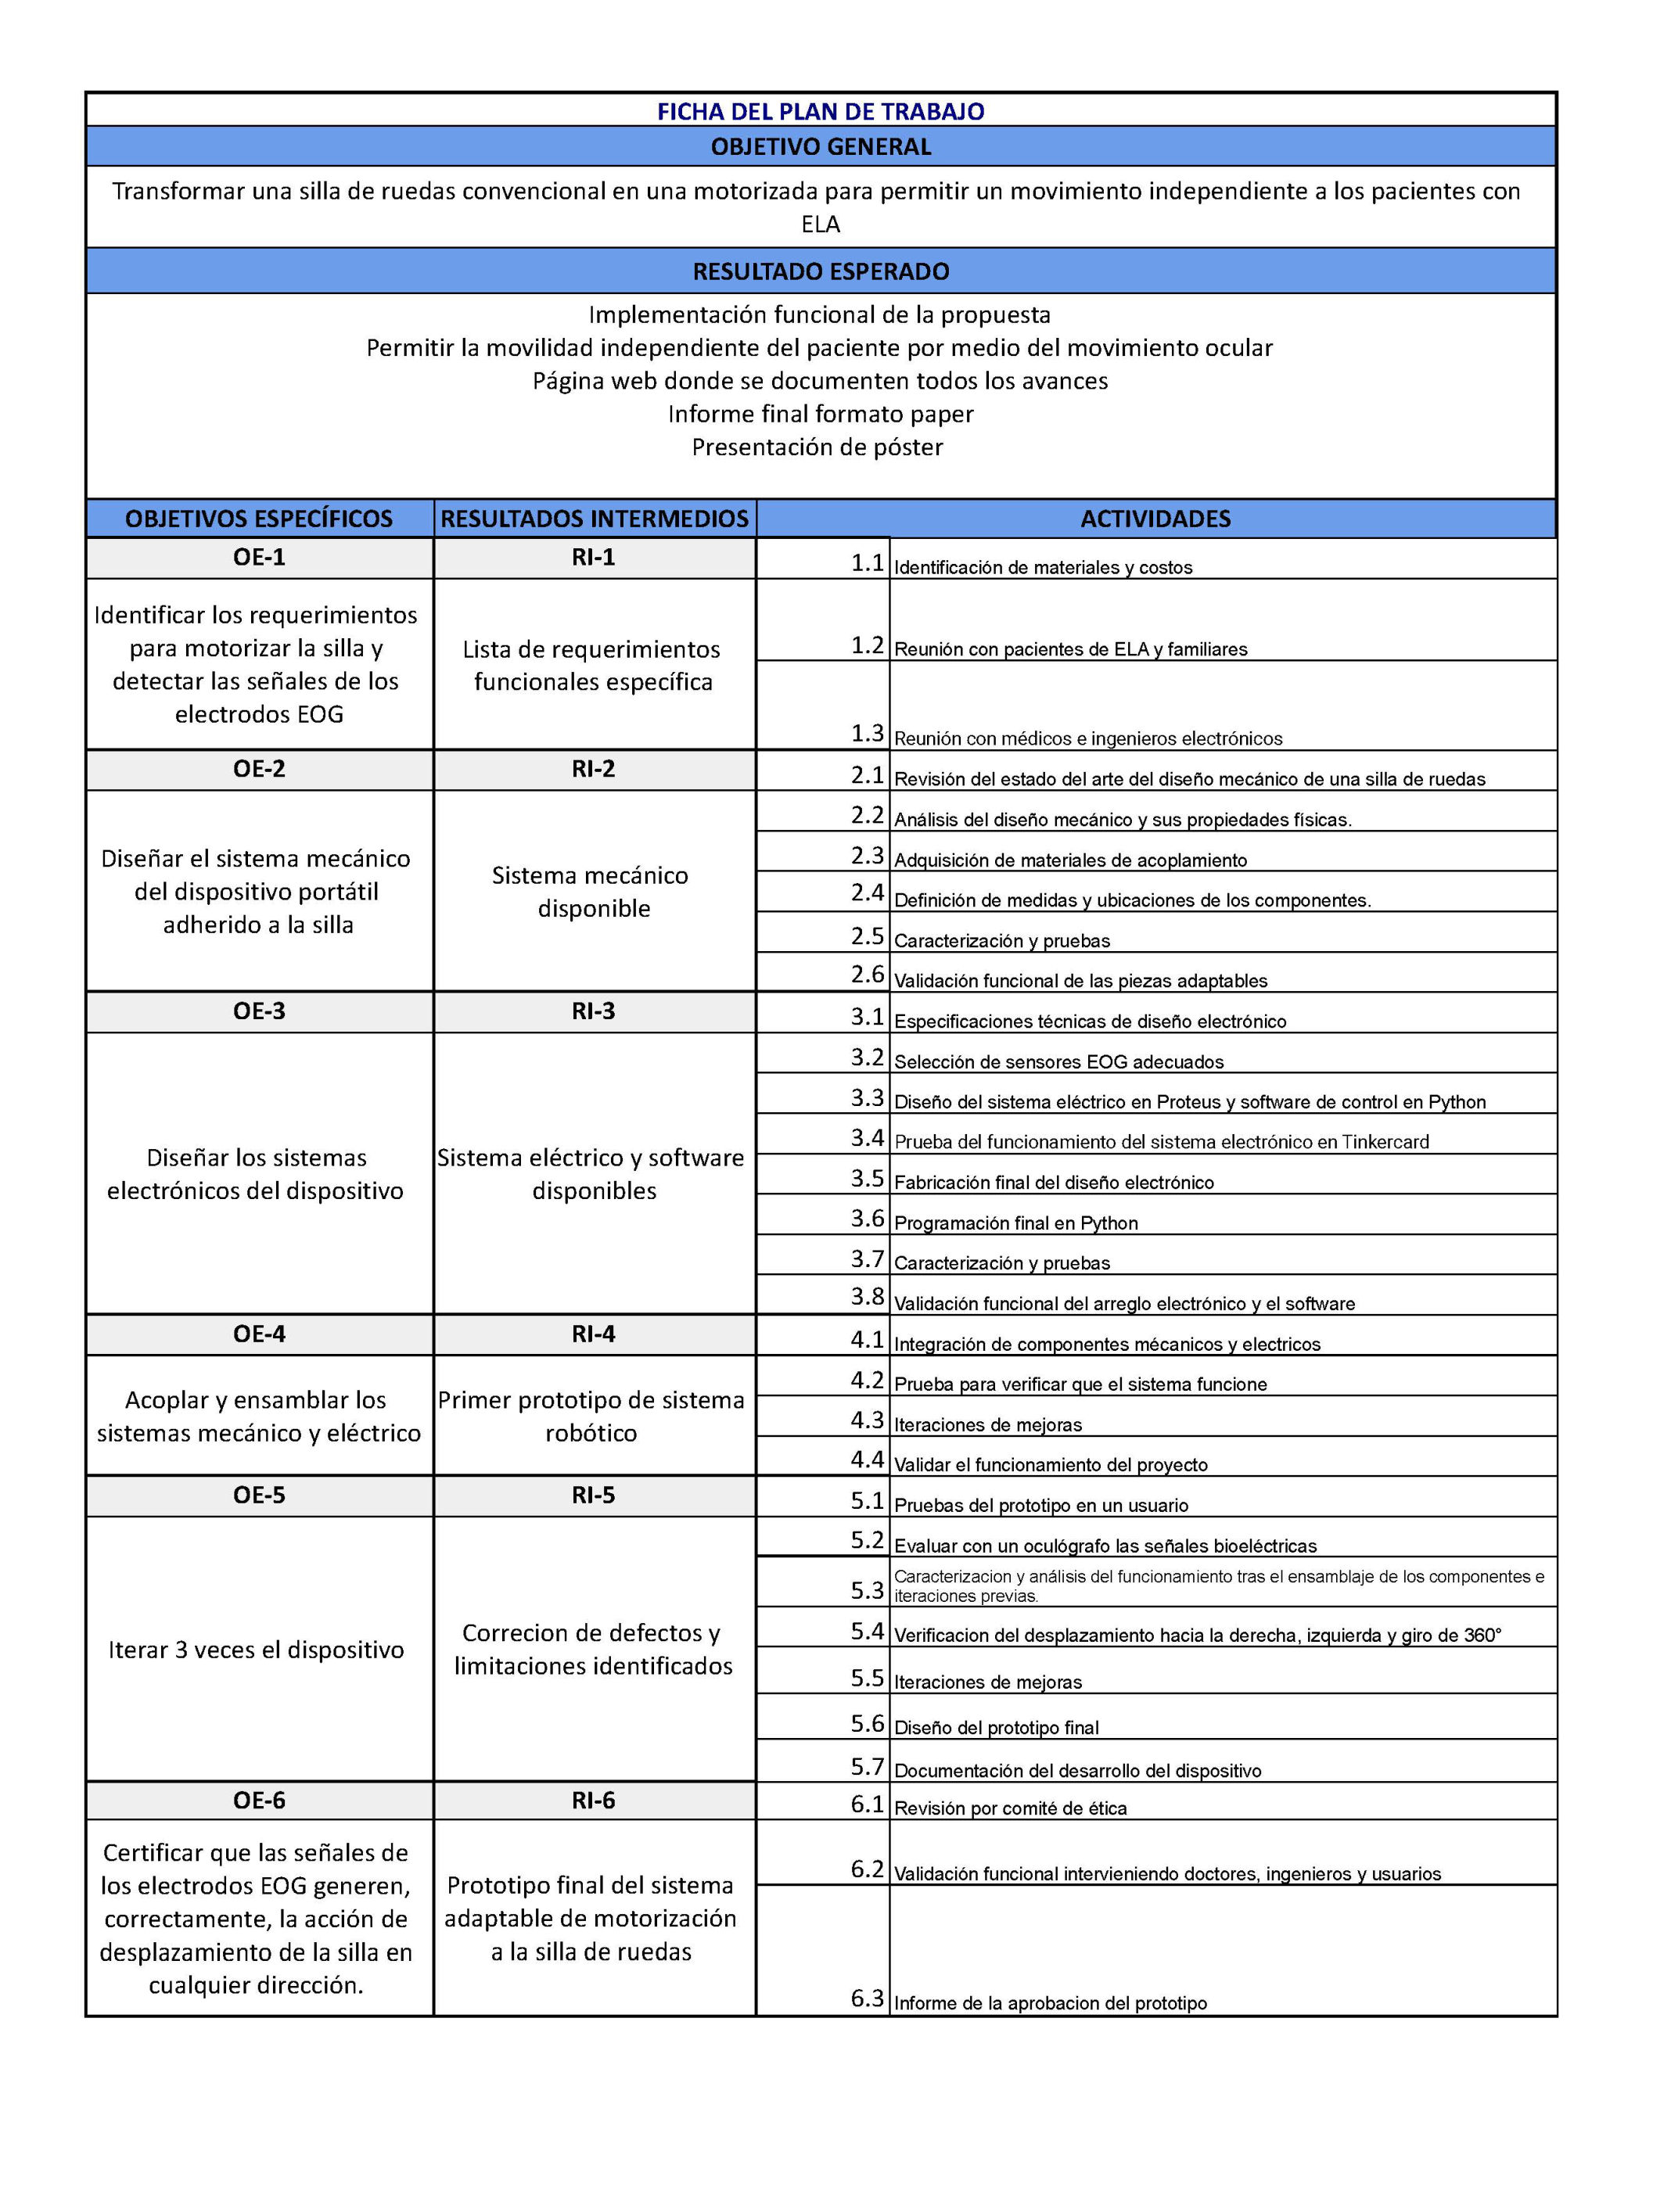 FICHA DEL PLAN DE TRABAJO
OBJETIVO GENERAL
Transformar una silla de ruedas convencional en una motorizada para permitir un movimiento independiente a los pacientes con
ELA
RESULTADO ESPERADO
Implementación funcional de la propuesta
Permitir la movilidad independiente del paciente por medio del movimiento ocular
Página web donde se documenten todos los avances
Informe final formato paper
Presentación de póster
OBJETIVOS ESPECÍFICOS RESULTADOS INTERMEDIOS ACTIVIDADES
OE-1 RI-1
Identificar los requerimientos
para motorizar la silla y
detectar las señales de los
electrodos EOG
Lista de requerimientos
funcionales específica
1.1 Identificación de materiales y costos
1.2 Reunión con pacientes de ELA y familiares
1.3 Reunión con médicos e ingenieros electrónicos
OE-2 RI-2
Diseñar el sistema mecánico
del dispositivo portátil
adherido a la silla
Sistema mecánico
disponible
2.1 Revisión del estado del arte del diseño mecánico de una silla de ruedas
2.2 Análisis del diseño mecánico y sus propiedades físicas.
2.3 Adquisición de materiales de acoplamiento
2.4 Definición de medidas y ubicaciones de los componentes.
2.5 Caracterización y pruebas
2.6 Validación funcional de las piezas adaptables
OE-3 RI-3
Diseñar los sistemas
electrónicos del dispositivo
Sistema eléctrico y software
disponibles
3.1 Especificaciones técnicas de diseño electrónico
3.2 Selección de sensores EOG adecuados
3.3 Diseño del sistema eléctrico en Proteus y software de control en Python
3.4 Prueba del funcionamiento del sistema electrónico en Tinkercard
3.5 Fabricación final del diseño electrónico
3.6 Programación final en Python
3.7 Caracterización y pruebas
3.8 Validación funcional del arreglo electrónico y el software
OE-4 RI-4
Acoplar y ensamblar los
sistemas mecánico y eléctrico
Primer prototipo de sistema
robótico
4.1 Integración de componentes mécanicos y electricos
4.2 Prueba para verificar que el sistema funcione
4.3 Iteraciones de mejoras
4.4 Validar el funcionamiento del proyecto
OE-5 RI-5
Iterar 3 veces el dispositivo
Correcion de defectos y
limitaciones identificados
5.1 Pruebas del prototipo en un usuario
5.2 Evaluar con un oculógrafo las señales bioeléctricas
5.3 Caracterizacion y análisis del funcionamiento tras el ensamblaje de los componentes e
iteraciones previas.
5.4 Verificacion del desplazamiento hacia la derecha, izquierda y giro de 360°
5.5 Iteraciones de mejoras
5.6 Diseño del prototipo final
5.7 Documentación del desarrollo del dispositivo
OE-6 RI-6
Certificar que las señales de
los electrodos EOG generen,
correctamente, la acción de
desplazamiento de la silla en
cualquier dirección.
Prototipo final del sistema
adaptable de motorización
a la silla de ruedas
6.1 Revisión por comité de ética
6.2 Validación funcional intervieniendo doctores, ingenieros y usuarios
6.3 Informe de la aprobacion del prototipo